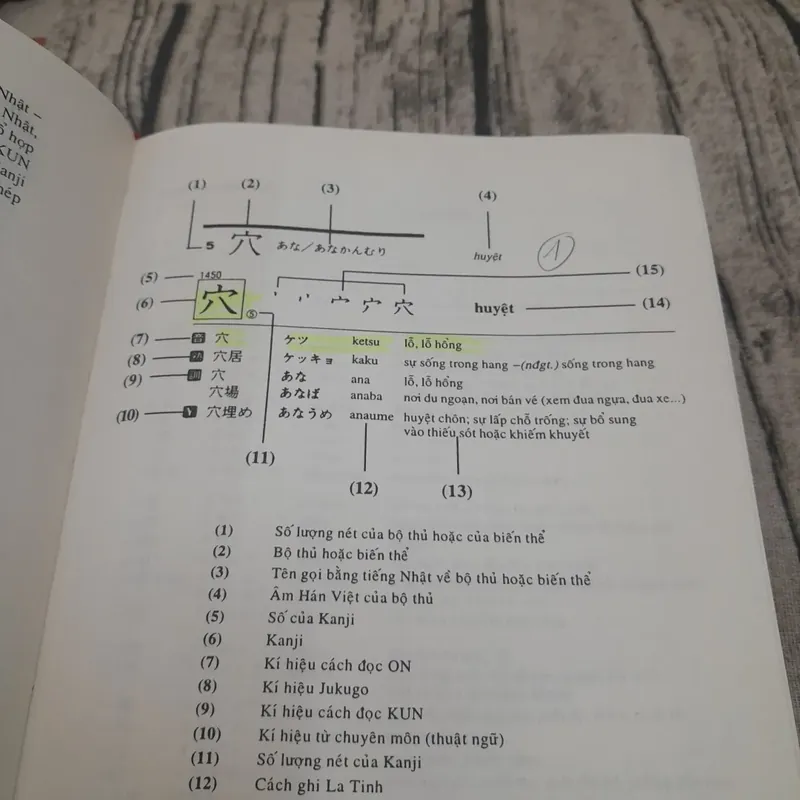 Nhật –
Nhật,
ổ hợp
KUN
anji
hép
(1) (2) (3) (4)
5 穴 あな/あなかんむり huyệt 1
(15)
(5) 1450
(6) 穴 ⑤ 穴 huyệt (14)
(7) 音 穴 ケツ ketsu lỗ, lỗ hổng
(8) 穴居 ケッキョ kaku sự sống trong hang –(nđgt.) sống trong hang
(9) 訓 穴 あな ana lỗ, lỗ hổng
穴場 あなば anaba nơi du ngoạn, nơi bán vé (xem đua ngựa, đua xe...)
(10) 穴埋め あなうめ anaume huyệt chôn; sự lấp chỗ trống; sự bổ sung
vào thiếu sót hoặc khiếm khuyết
(11)
(12) (13)
(1) Số lượng nét của bộ thủ hoặc của biến thể
(2) Bộ thủ hoặc biến thể
(3) Tên gọi bằng tiếng Nhật về bộ thủ hoặc biến thể
(4) Âm Hán Việt của bộ thủ
(5) Số của Kanji
(6) Kanji
(7) Kí hiệu cách đọc ON
(8) Kí hiệu Jukugo
(9) Kí hiệu cách đọc KUN
(10) Kí hiệu từ chuyên môn (thuật ngữ)
(11) Số lượng nét của Kanji
(12) Cách ghi La Tinh